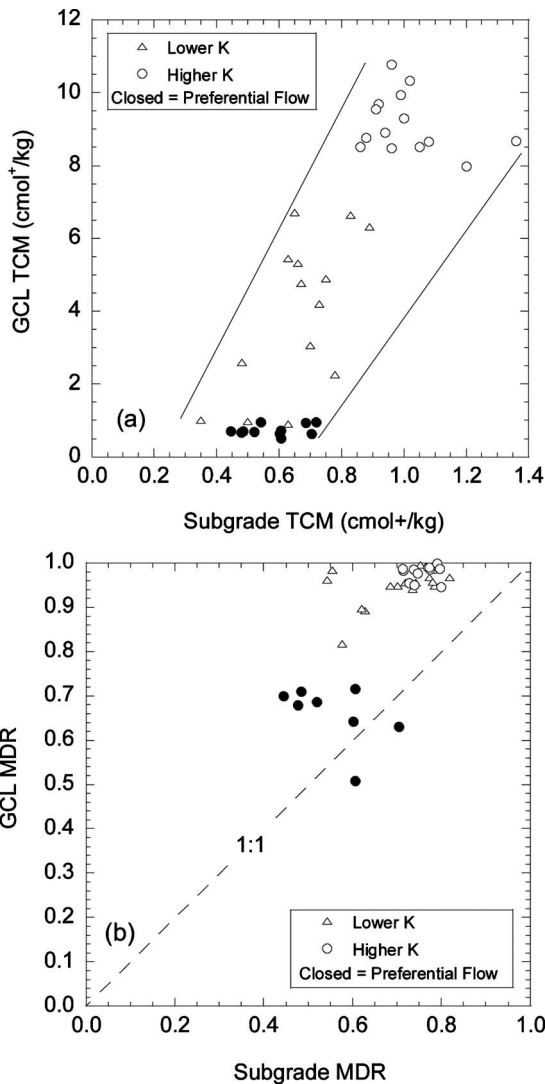 12
10
8
6
4
2
0
GCL TCM (cmol⁺/kg)
Lower K
Higher K
Closed = Preferential Flow
(a)
0.0 0.2 0.4 0.6 0.8 1.0 1.2 1.4
Subgrade TCM (cmol+/kg)
1.0
0.9
0.8
0.7
0.6
0.5
0.4
0.3
0.2
0.1
0.0
GCL MDR
1:1
(b)
Lower K
Higher K
Closed = Preferential Flow
0.0 0.2 0.4 0.6 0.8 1.0
Subgrade MDR